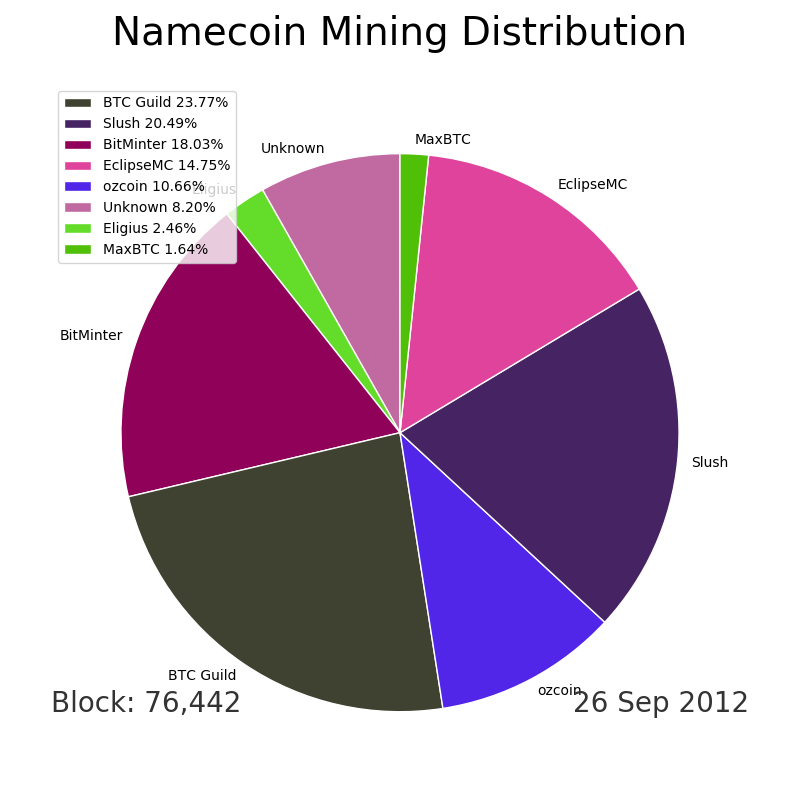 Namecoin Mining Distribution
BTC Guild 23.77%
Slush 20.49%
BitMinter 18.03%
EclipseMC 14.75%
ozcoin 10.66%
Unknown 8.20%
Eligius 2.46%
MaxBTC 1.64%
MaxBTC
Unknown
EclipseMC
Eligius
BitMinter
Slush
BTC Guild
ozcoin
Block: 76,442
26 Sep 2012